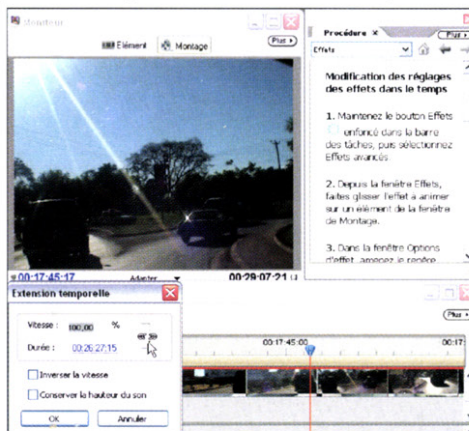 Moniteur
Elément
Montage
Plus
00:17:45:17
Adapter
00:29:07:21
Procédure
Plus
Effets
Modification des réglages
des effets dans le temps
1. Maintenez le bouton Effets
enfoncé dans la barre
des tâches, puis sélectionnez
Effets avancés
2. Depuis la fenêtre Effets,
faites glisser l'effet à animer
sur un élément de la fenêtre
de Montage.
3. Dans la fenêtre Options
d'effet, amenez le repère
Extension temporelle
Vitesse : 100,00 %
Durée : 00;26;27;15
Inverser la vitesse
Conserver la hauteur du son
OK
Annuler
Plus
00:17:45:00
00:17: